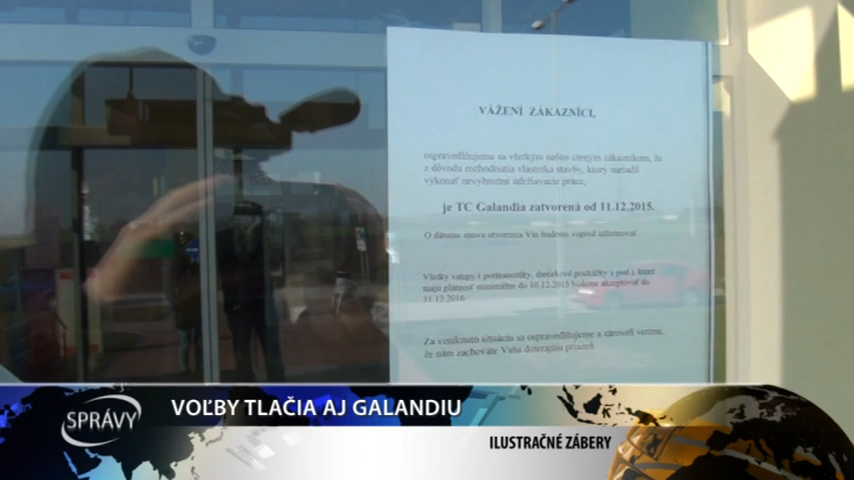 VÁŽENÍ ZÁKAZNÍCI,
ospravedlňujeme sa všetkým našim cteným zákazníkom, že
z dôvodu rozhodnutia vlastníka stavby, ktorý nariadil
vykonať nevyhnutné udržiavacie práce,
je TC Galandia zatvorená od 11.12.2015.
O dátume znovu otvorenia Vás budeme vopred informovať.
Všetky vstupy ( permanentky, darčekové poukážky a pod.), ktoré
majú platnosť minimálne do 10.12.2015 budeme akceptovať do
31.12.2016.
Za vzniknutú situáciu sa ospravedlňujeme a zároveň veríme,
že nám zachováte Vašu doterajšiu priazeň.
SPRÁVY
VOĽBY TLAČIA AJ GALANDIU
ILUSTRAČNÉ ZÁBERY